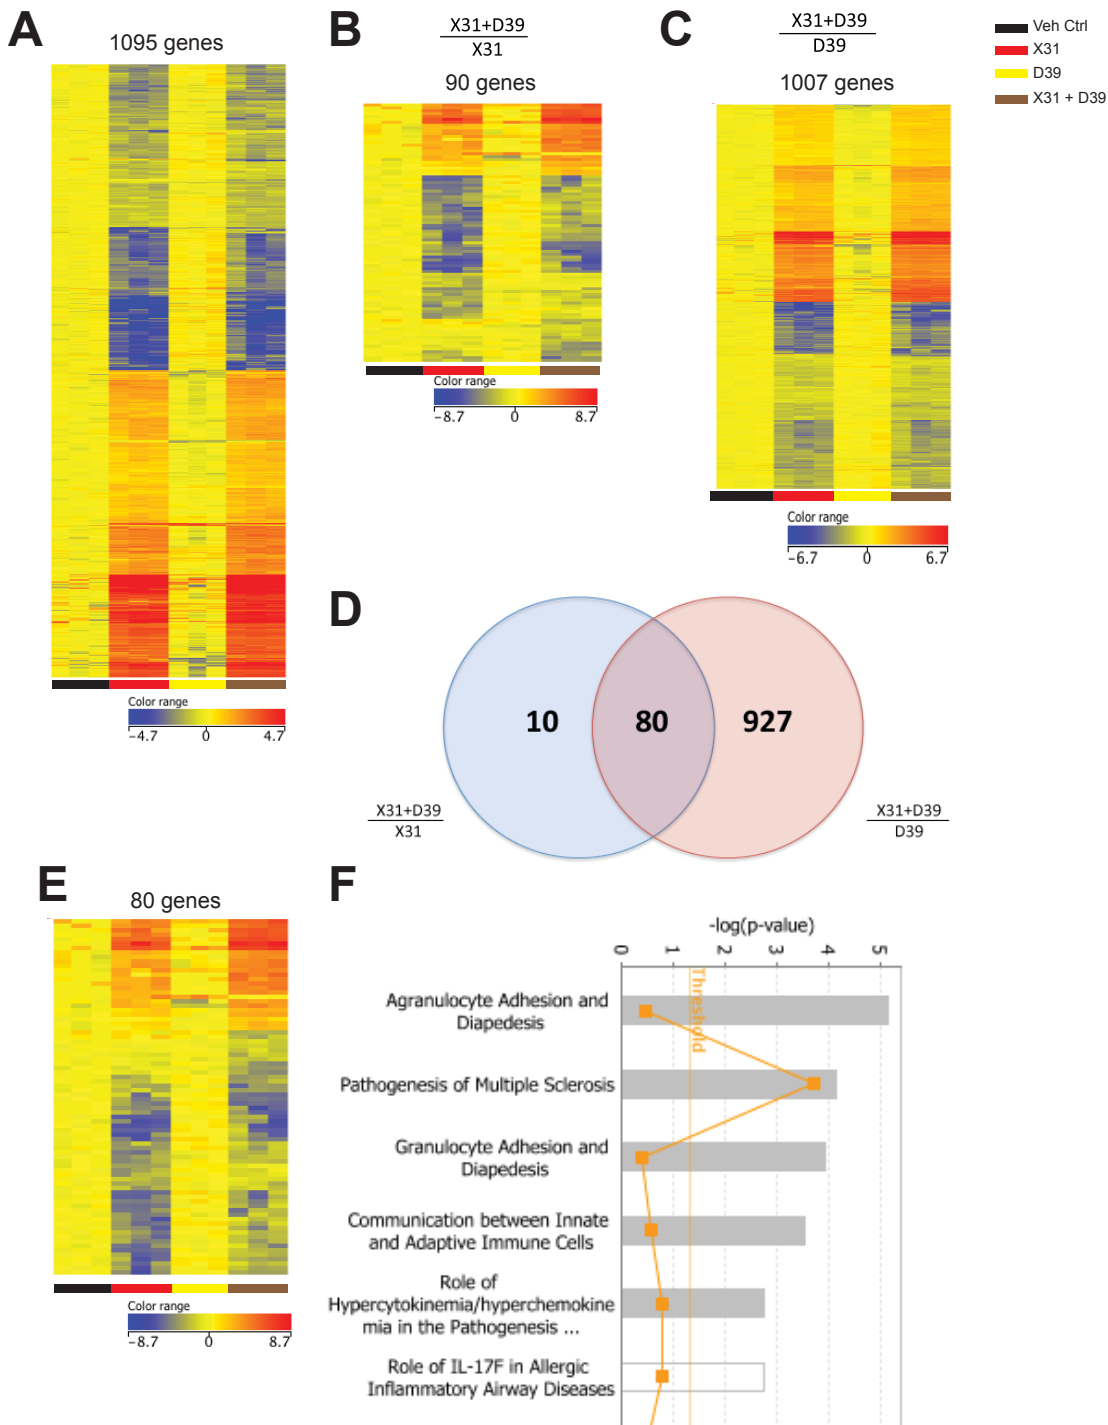 A
1095 genes
−4.7 0 4.7
Color range
B
X31+D39
X31
90 genes
Color range
−8.7 0 8.7
C
X31+D39
D39
1007 genes
Color range
−6.7 0 6.7
Veh Ctrl
X31
D39
X31 + D39
D
10 80 927
X31+D39
X31
X31+D39
D39
E
80 genes
Color range
−8.7 0 8.7
F
-log(p-value)
0 1 2 3 4 5
Threshold
Agranulocyte Adhesion and
Diapedesis
Pathogenesis of Multiple Sclerosis
Granulocyte Adhesion and
Diapedesis
Communication between Innate
and Adaptive Immune Cells
Role of
Hypercytokinemia/hyperchemokine
mia in the Pathogenesis ...
Role of IL-17F in Allergic
Inflammatory Airway Diseases